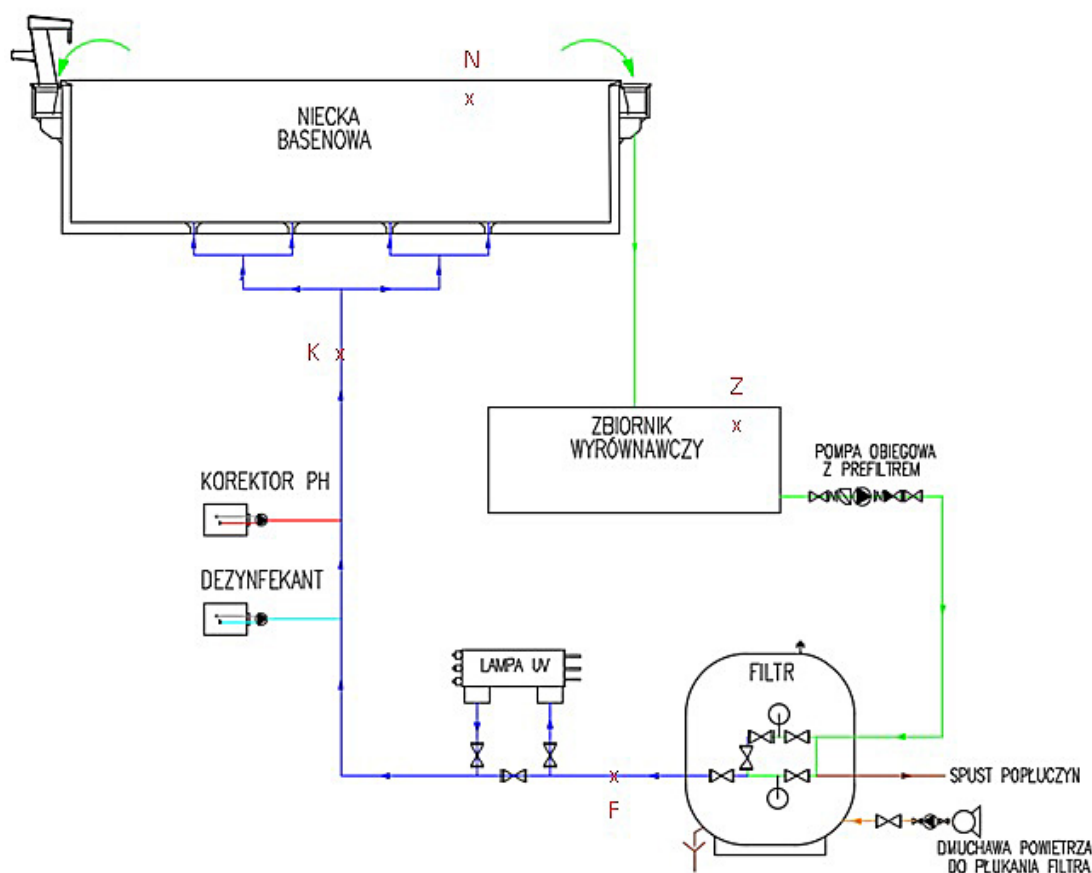 N
NIECKA
BASENOWA
K
Z
ZBIORNIK
WYRÓWNAWCZY
POMPA OBIEGOWA
Z PREFILTREM
KOREKTOR PH
DEZYNFEKANT
LAMPA UV
FILTR
F
SPUST POPŁUCZYN
DMUCHAWA POWIETRZA
DO PŁUKANIA FILTRA